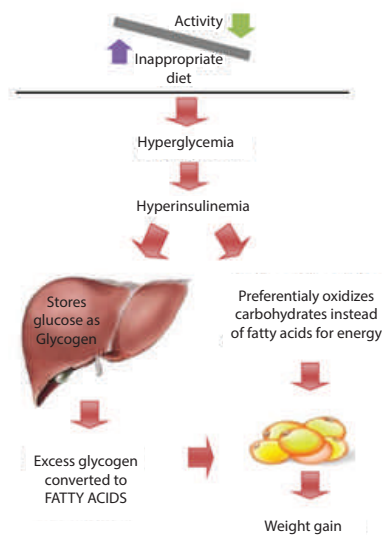 Activity
Inappropriate
diet
Hyperglycemia
Hyperinsulinemia
Stores
glucose as
Glycogen
Preferentialy oxidizes
carbohydrates instead
of fatty acids for energy
Excess glycogen
converted to
FATTY ACIDS
Weight gain